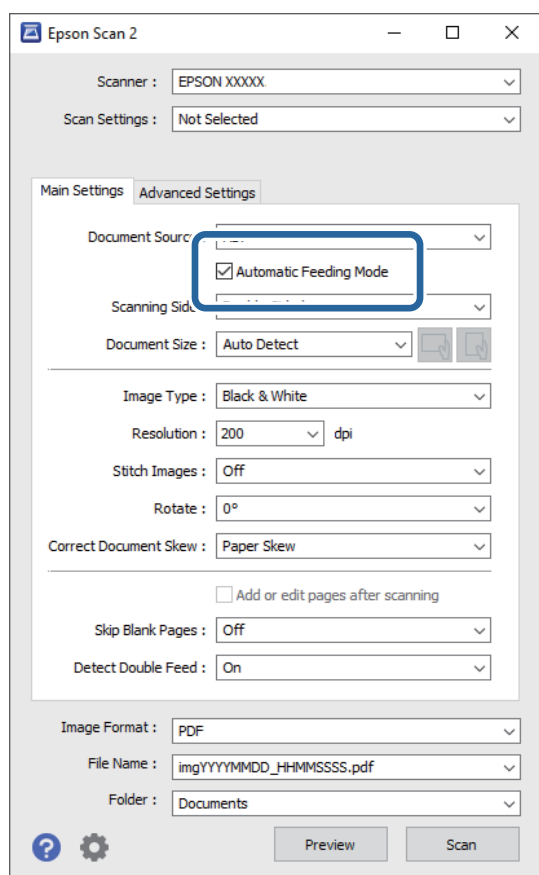 Epson Scan 2
Scanner : EPSON XXXXX
Scan Settings : Not Selected
Main Settings Advanced Settings
Document
Automatic Feeding Mode
Scanning
Document Size : Auto Detect
Image Type : Black & White
Resolution : 200 dpi
Stitch Images : Off
Rotate : 0°
Correct Document Skew : Paper Skew
Add or edit pages after scanning
Skip Blank Pages : Off
Detect Double Feed : On
Image Format : PDF
File Name : imgYYYYMMDD_HHMMSSSS.pdf
Folder : Documents
? Preview Scan